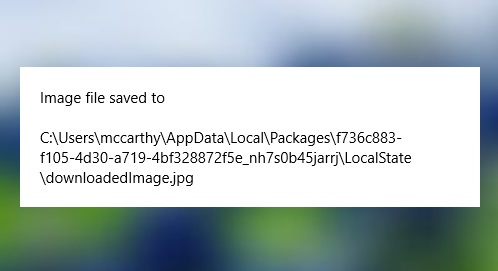 Image file saved to
C:\Users\mccarthy\AppData\Local\Packages\f736c883-
f105-4d30-a719-4bf328872f5e_nh7s0b45jarrj\LocalState
\downloadedImage.jpg